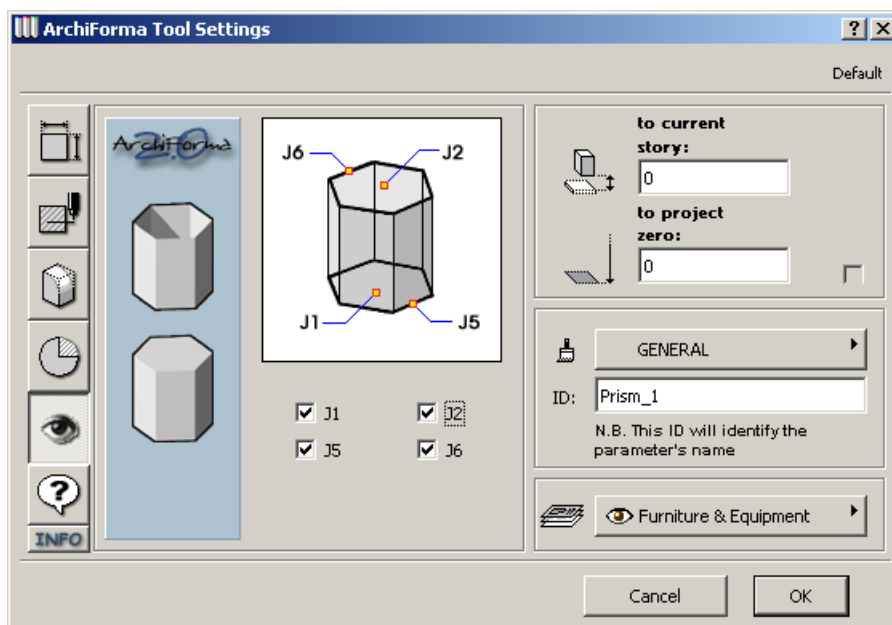 ArchiForma Tool Settings
Default
ArchiForma
2.0
J6
J2
J1
J5
J1
J2
J5
J6
INFO
to current
story:
0
to project
zero:
0
GENERAL
ID:
Prism_1
N.B. This ID will identify the
parameter's name
Furniture & Equipment
Cancel
OK